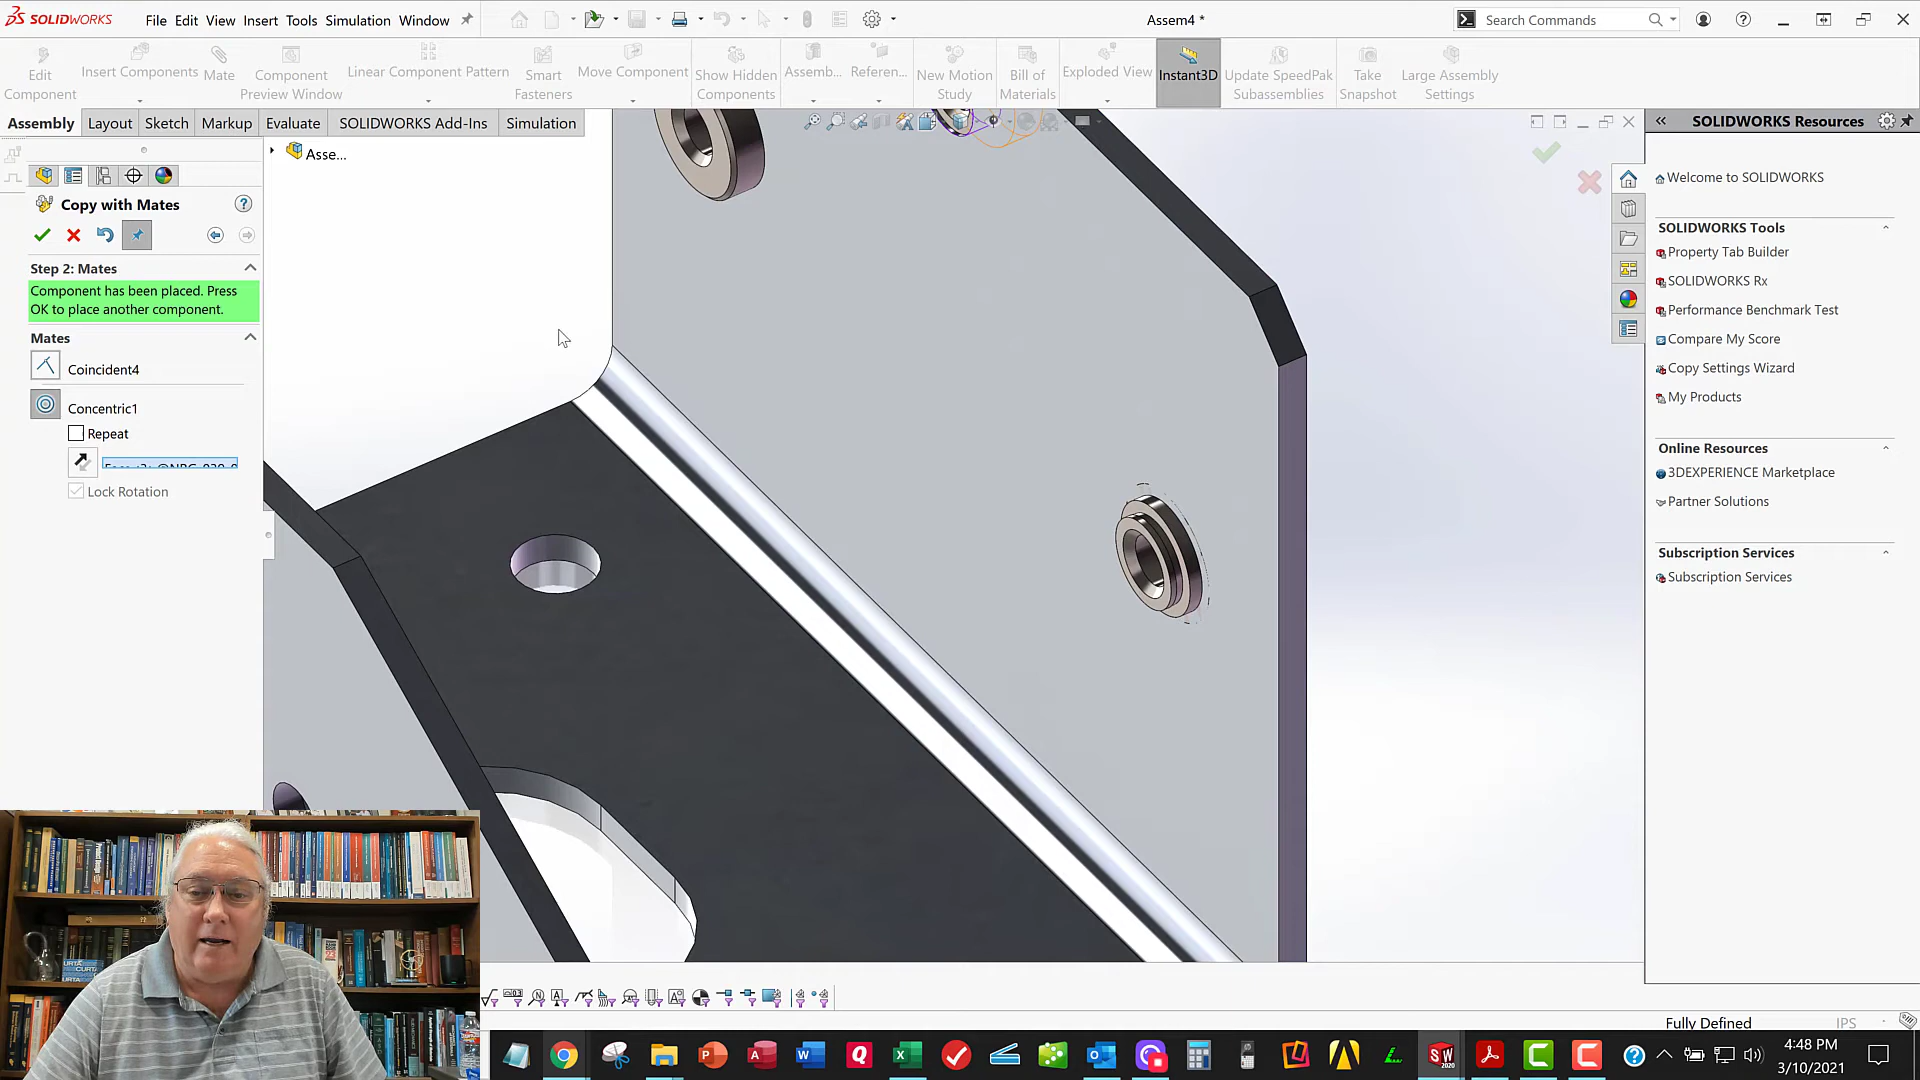 SOLIDWORKS File Edit View Insert Tools Simulation Window Assem4 * Search Commands
Edit Component
Insert Components
Mate
Component Preview Window
Linear Component Pattern
Smart Fasteners
Move Component
Show Hidden Components
Assemb...
Referen...
New Motion Study
Bill of Materials
Exploded View
Instant3D
Update SpeedPak Subassemblies
Take Snapshot
Large Assembly Settings
Assembly Layout Sketch Markup Evaluate SOLIDWORKS Add-Ins Simulation
Asse...
Copy with Mates
Step 2: Mates
Component has been placed. Press
OK to place another component.
Mates
Coincident4
Concentric1
Repeat
Lock Rotation
SOLIDWORKS Resources
Welcome to SOLIDWORKS
SOLIDWORKS Tools
Property Tab Builder
SOLIDWORKS Rx
Performance Benchmark Test
Compare My Score
Copy Settings Wizard
My Products
Online Resources
3DEXPERIENCE Marketplace
Partner Solutions
Subscription Services
Subscription Services
Fully Defined IPS
4:48 PM
3/10/2021